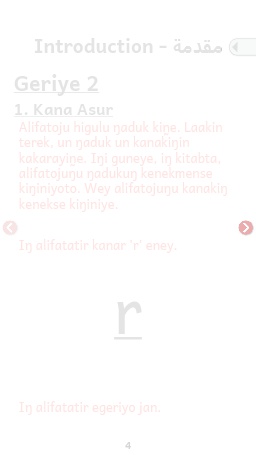 Introduction - مقدمة
Geriye 2
1. Kana Asur
Alifatoju higulu ŋaduk kiŋe. Laakin
terek, un ŋaduk un kanakiŋin
kakarayiŋe. Iŋi guneye, iŋ kitabta,
alifatojuŋu ŋadukuŋ kenekmense
kiŋiniyoto. Wey alifatojuŋu kanakiŋ
kenekse kiŋiniye.
Iŋ alifatatir kanar 'r' eney.
r
Iŋ alifatatir egeriyo jan.
4